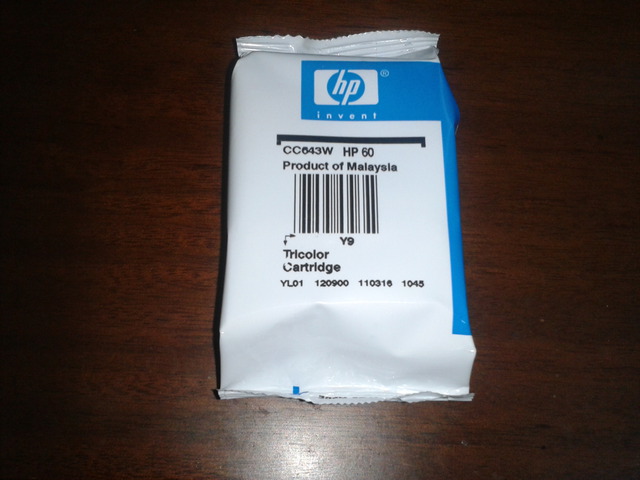 hp ®
invent
CC643W HP 60
Product of Malaysia
Y9
Tricolor
Cartridge
YL01 120900 110316 1045